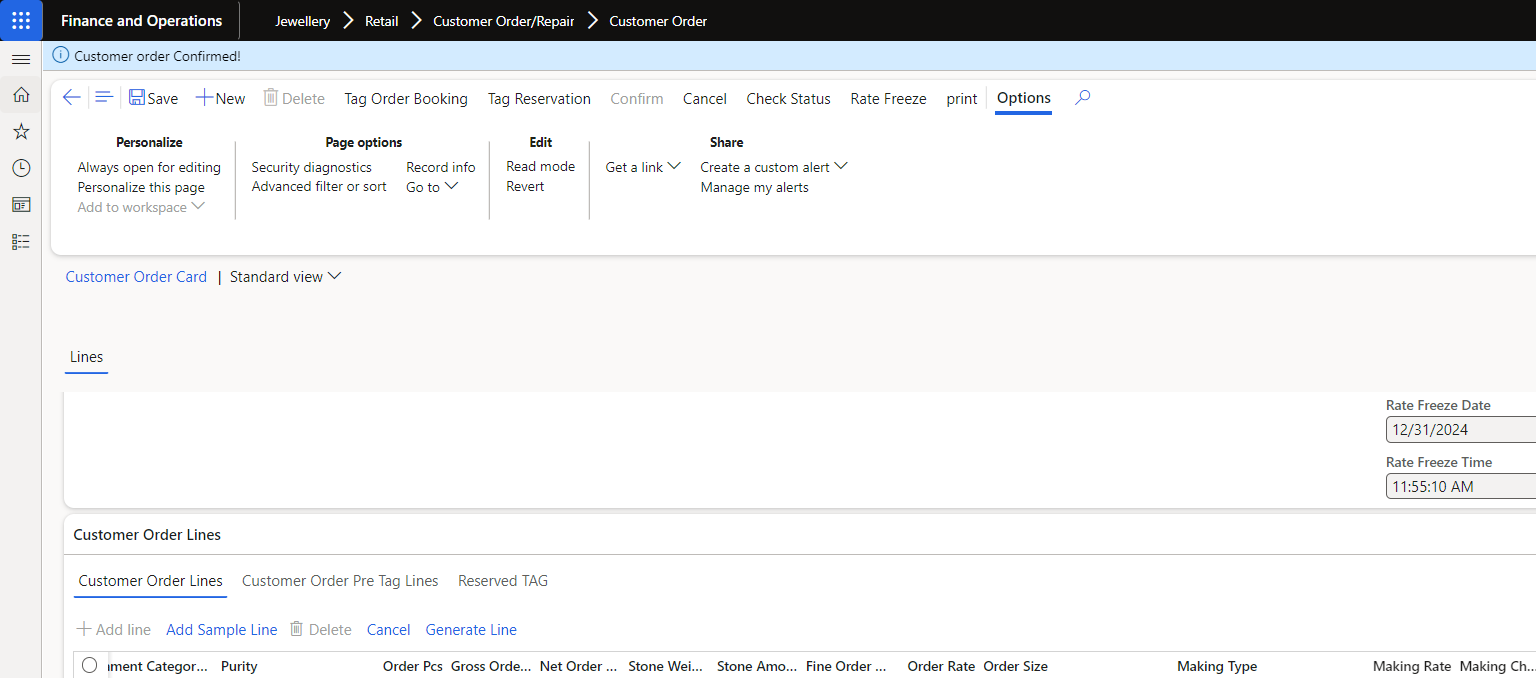 Finance and Operations Jewellery Retail Customer Order/Repair Customer Order
Customer order Confirmed!
Save New Delete Tag Order Booking Tag Reservation Confirm Cancel Check Status Rate Freeze print Options
Personalize Page options Edit Share
Always open for editing Security diagnostics Record info Read mode Get a link Create a custom alert
Personalize this page Advanced filter or sort Go to Revert Manage my alerts
Add to workspace
Customer Order Card | Standard view
Lines
Rate Freeze Date
12/31/2024
Rate Freeze Time
11:55:10 AM
Customer Order Lines
Customer Order Lines Customer Order Pre Tag Lines Reserved TAG
Add line Add Sample Line Delete Cancel Generate Line
Categor... Purity Order Pcs Gross Orde... Net Order ... Stone Wei... Stone Amo... Fine Order ... Order Rate Order Size Making Type Making Rate Making Ch...